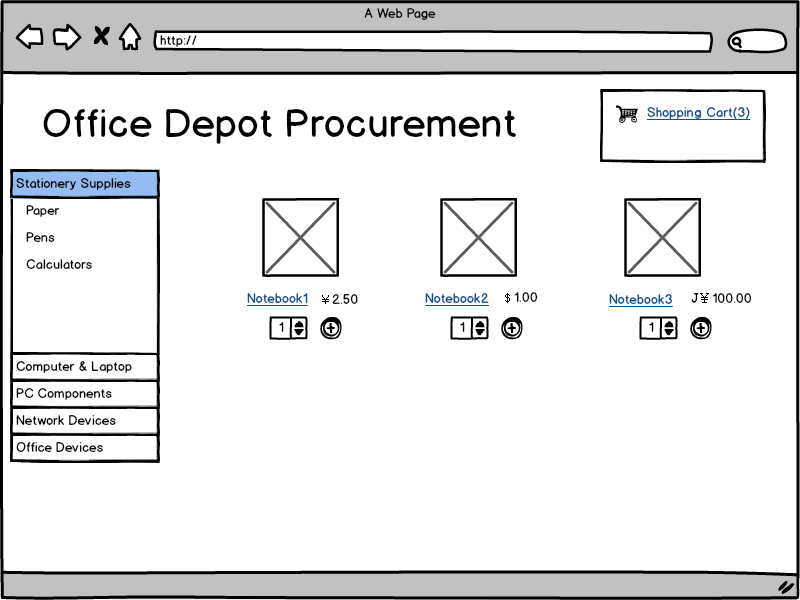 A Web Page
http://
Office Depot Procurement
Shopping Cart(3)
Stationery Supplies
Paper
Pens
Calculators
Computer & Laptop
PC Components
Network Devices
Office Devices
Notebook1 ¥ 2.50
1
Notebook2 $ 1.00
1
Notebook3 J¥ 100.00
1